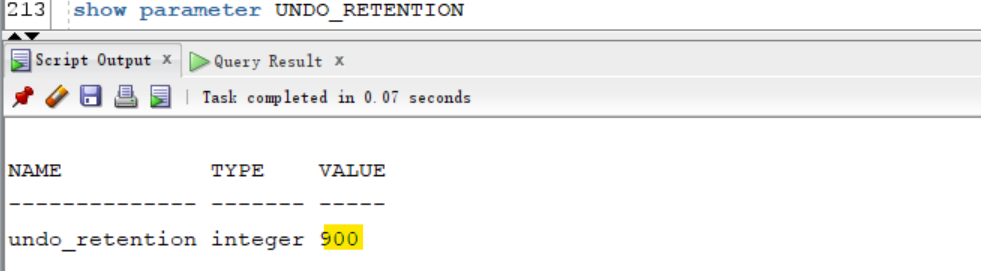 213 show parameter UNDO_RETENTION
Script Output x Query Result x
Task completed in 0.07 seconds
NAME TYPE VALUE
-------------- ------- -----
undo_retention integer 900